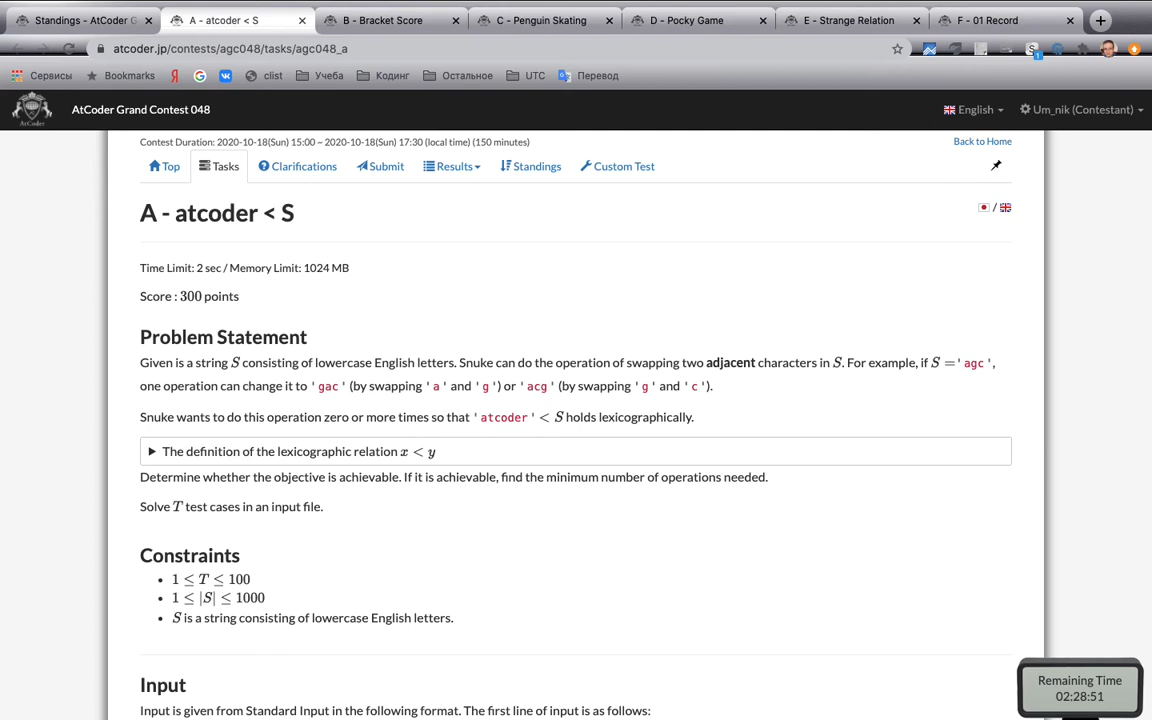 Standings - AtCoder G
A - atcoder < S
B - Bracket Score
C - Penguin Skating
D - Pocky Game
E - Strange Relation
F - 01 Record
atcoder.jp/contests/agc048/tasks/agc048_a
Сервисы
Bookmarks
clist
Учеба
Кодинг
Остальное
UTC
Перевод
AtCoder Grand Contest 048
English
Um_nik (Contestant)
Contest Duration: 2020-10-18(Sun) 15:00 ~ 2020-10-18(Sun) 17:30 (local time) (150 minutes)
Back to Home
Top
Tasks
Clarifications
Submit
Results
Standings
Custom Test
A - atcoder < S
/
Time Limit: 2 sec / Memory Limit: 1024 MB
Score : 300 points
Problem Statement
Given is a string S consisting of lowercase English letters. Snuke can do the operation of swapping two adjacent characters in S. For example, if S =' agc ',
one operation can change it to ' gac ' (by swapping ' a ' and ' g ') or ' acg ' (by swapping ' g ' and ' c ').
Snuke wants to do this operation zero or more times so that ' atcoder ' < S holds lexicographically.
▶ The definition of the lexicographic relation x < y
Determine whether the objective is achievable. If it is achievable, find the minimum number of operations needed.
Solve T test cases in an input file.
Constraints
• 1 ≤ T ≤ 100
• 1 ≤ |S| ≤ 1000
• S is a string consisting of lowercase English letters.
Input
Input is given from Standard Input in the following format. The first line of input is as follows:
Remaining Time
02:28:51